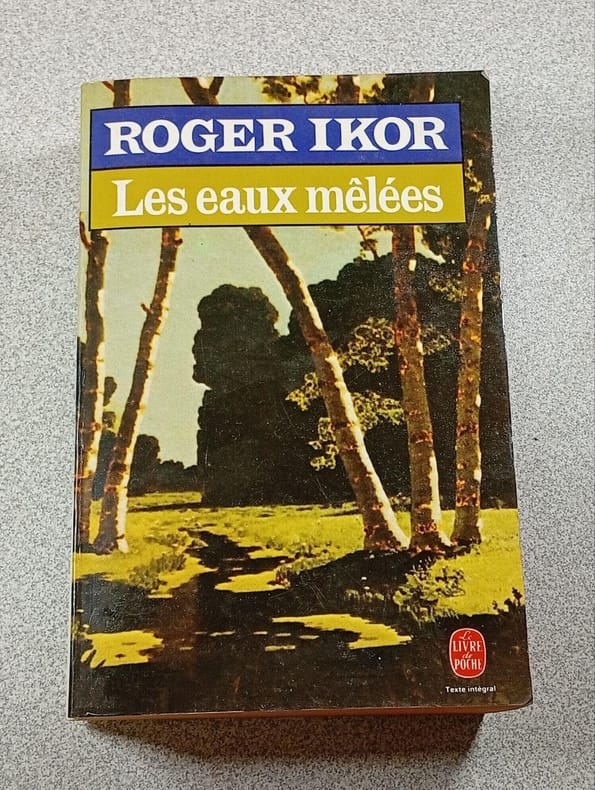 ROGER IKOR
Les eaux mêlées
Le
LIVRE
de
POCHE
Texte intégral